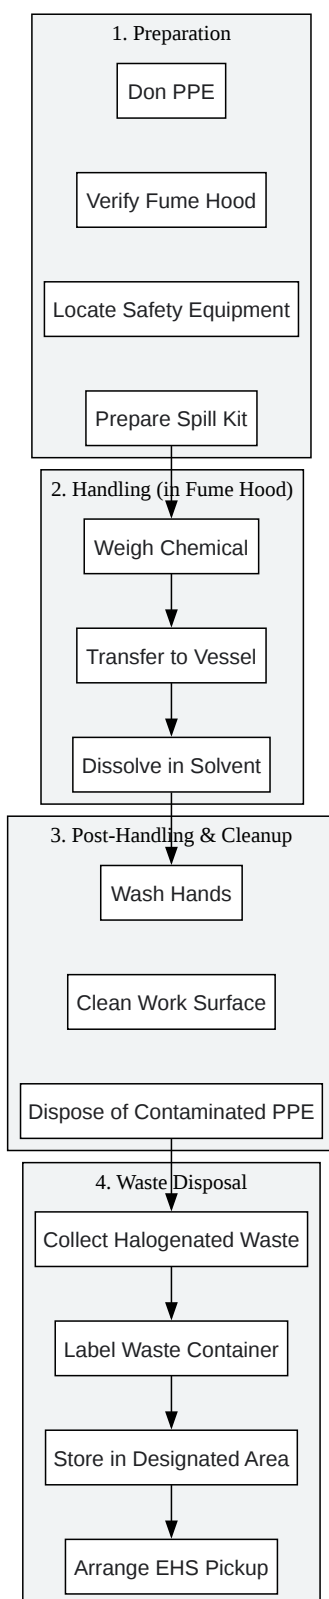 1. Preparation
Don PPE
Verify Fume Hood
Locate Safety Equipment
Prepare Spill Kit
2. Handling (in Fume Hood)
Weigh Chemical
Transfer to Vessel
Dissolve in Solvent
3. Post-Handling & Cleanup
Wash Hands
Clean Work Surface
Dispose of Contaminated PPE
4. Waste Disposal
Collect Halogenated Waste
Label Waste Container
Store in Designated Area
Arrange EHS Pickup